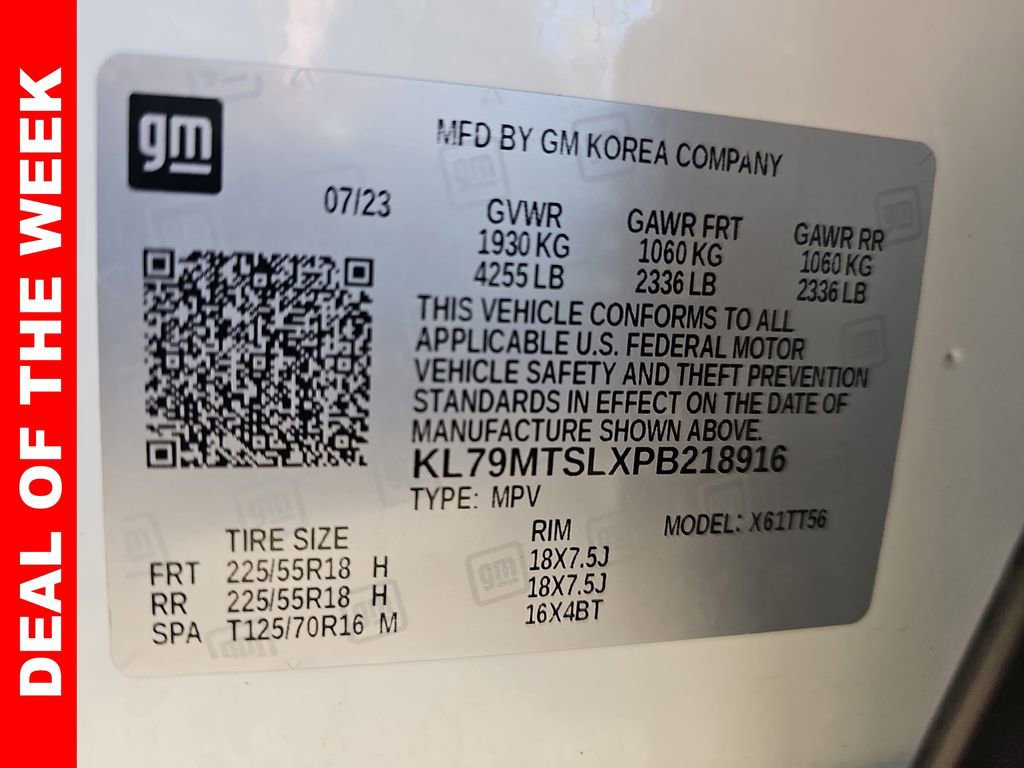 DEAL OF THE WEEK
gm
MFD BY GM KOREA COMPANY
07/23
GVWR
1930 KG
4255 LB
GAWR FRT
1060 KG
2336 LB
GAWR RR
1060 KG
2336 LB
THIS VEHICLE CONFORMS TO ALL
APPLICABLE U.S. FEDERAL MOTOR
VEHICLE SAFETY AND THEFT PREVENTION
STANDARDS IN EFFECT ON THE DATE OF
MANUFACTURE SHOWN ABOVE.
KL79MTSLXPB218916
TYPE: MPV
MODEL: X61TT56
TIRE SIZE RIM
FRT 225/55R18 H 18X7.5J
RR 225/55R18 H 18X7.5J
SPA T125/70R16 M 16X4BT
gm